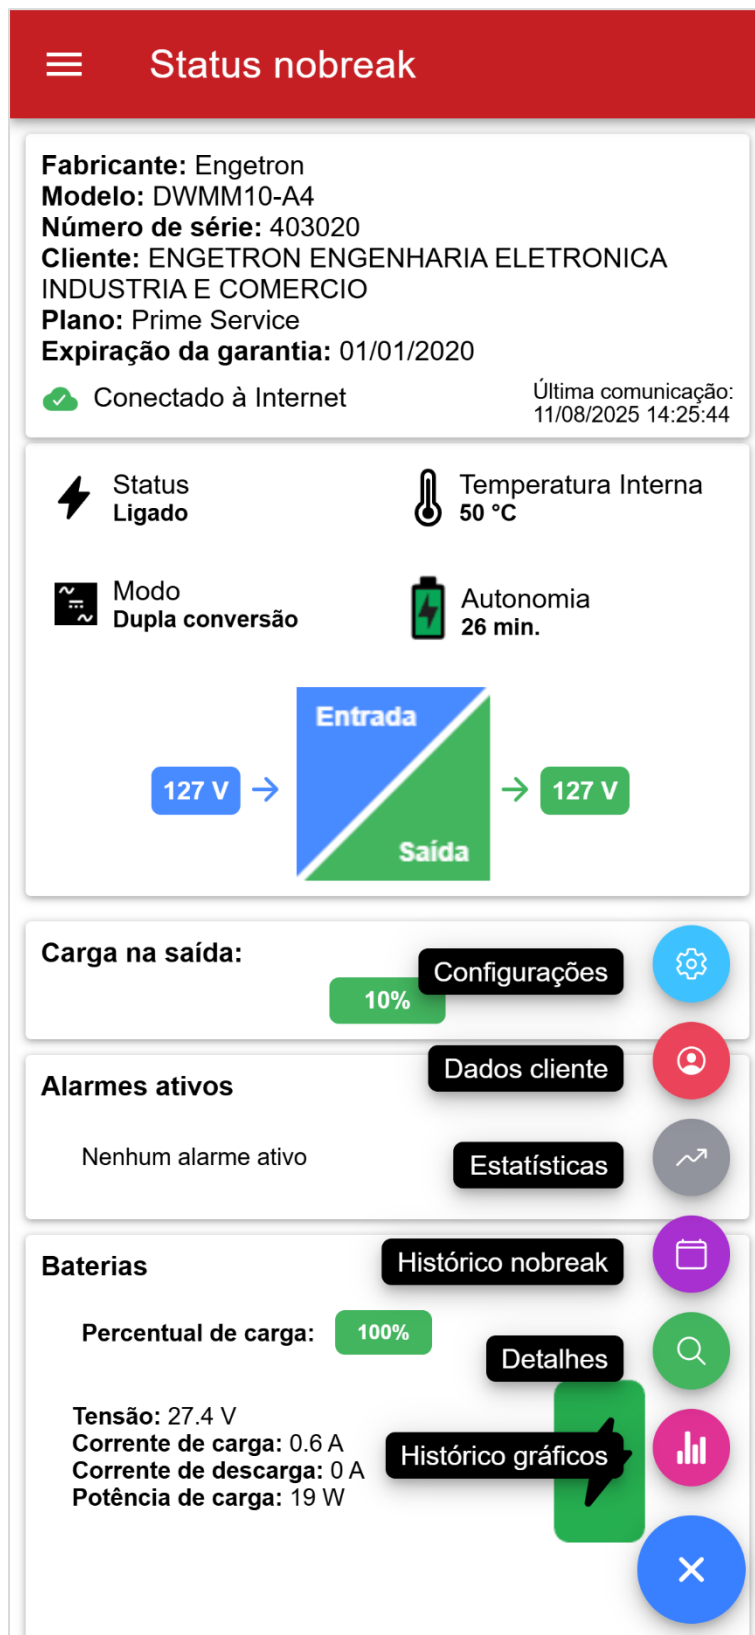 Status nobreak
Fabricante: Engetron
Modelo: DWMM10-A4
Número de série: 403020
Cliente: ENGETRON ENGENHARIA ELETRONICA
INDUSTRIA E COMERCIO
Plano: Prime Service
Expiração da garantia: 01/01/2020
Conectado à Internet
Última comunicação:
11/08/2025 14:25:44
Status
Ligado
Temperatura Interna
50 °C
Modo
Dupla conversão
Autonomia
26 min.
Entrada
127 V
127 V
Saída
Carga na saída:
Configurações
10%
Dados cliente
Alarmes ativos
Nenhum alarme ativo
Estatísticas
Baterias
Histórico nobreak
Percentual de carga: 100%
Detalhes
Tensão: 27.4 V
Corrente de carga: 0.6 A
Histórico gráficos
Corrente de descarga: 0 A
Potência de carga: 19 W